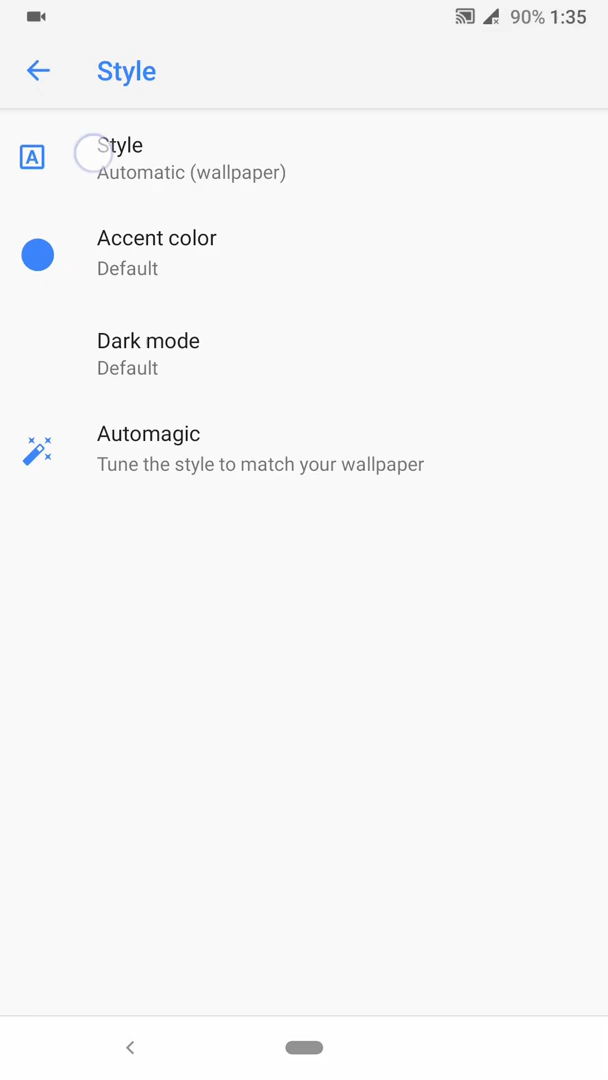 90% 1:35
Style
A
Style
Automatic (wallpaper)
Accent color
Default
Dark mode
Default
Automagic
Tune the style to match your wallpaper